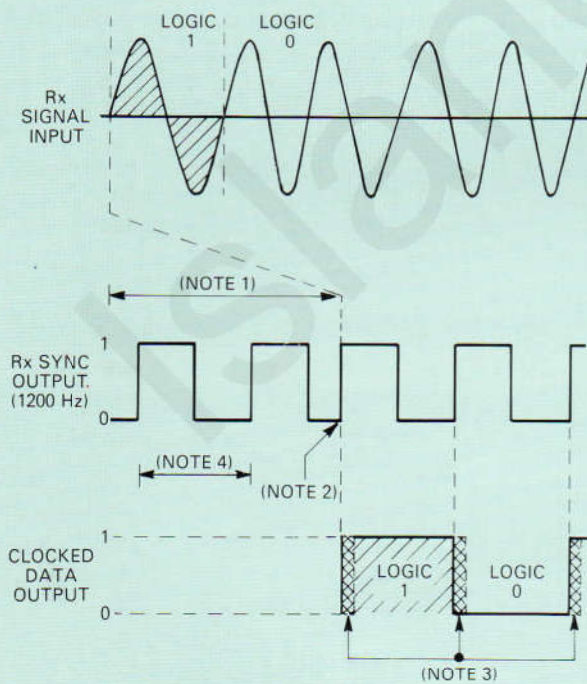 LOGIC
1
LOGIC
0
Rx
SIGNAL
INPUT
(NOTE 1)
Rx SYNC
OUTPUT.
(1200 Hz)
1
0
(NOTE 4)
(NOTE 2)
CLOCKED
DATA
OUTPUT
1
0
LOGIC
1
LOGIC
0
(NOTE 3)